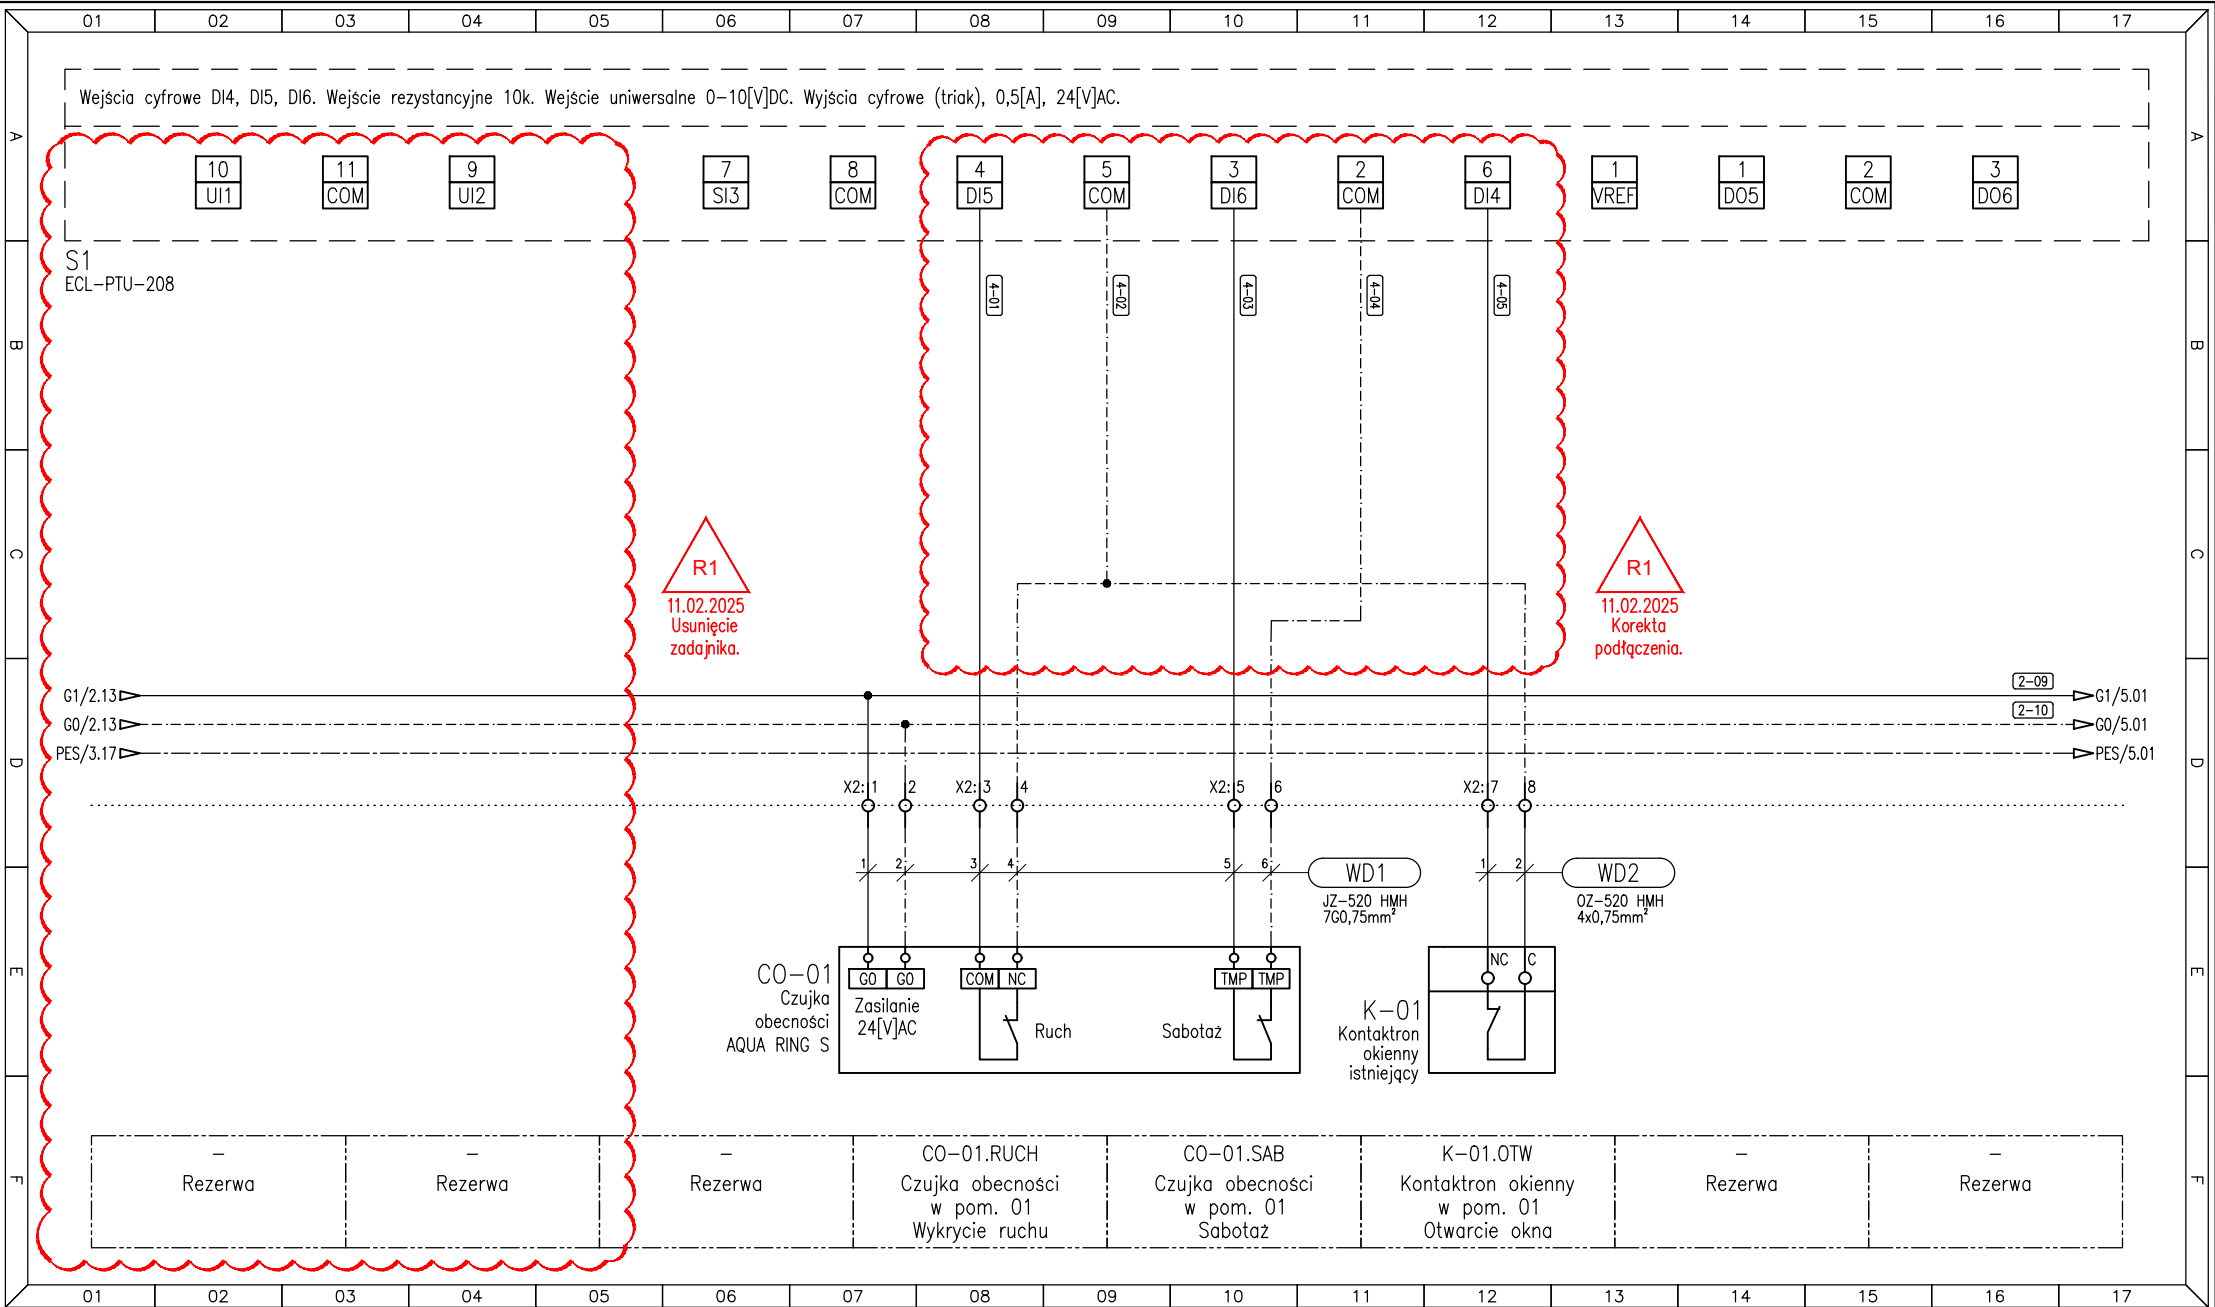 01 02 03 04 05 06 07 08 09 10 11 12 13 14 15 16 17
Wejścia cyfrowe DI4, DI5, DI6. Wejście rezystancyjne 10k. Wejście uniwersalne 0-10[V]DC. Wyjścia cyfrowe (triak), 0,5[A], 24[V]AC.
A A
10 11 9 7 8 4 5 3 2 6 1 1 2 3
UI1 COM UI2 SI3 COM DI5 COM DI6 COM DI4 VREF DO5 COM DO6
S1
ECL-PTU-208
4-01 4-02 4-03 4-04 4-05
B B
C C
R1
11.02.2025
Usunięcie
zadajnika.
R1
11.02.2025
Korekta
podłączenia.
G1/2.13 2-09 G1/5.01
G0/2.13 2-10 G0/5.01
PES/3.17 PES/5.01
D D
X2: 1 2 X2: 3 4 X2: 5 6 X2: 7 8
1 2 3 4 5 6 WD1 1 2 WD2
JZ-520 HMH
7G0,75mm²
OZ-520 HMH
4x0,75mm²
E E
CO-01
Czujka
obecności
AQUA RING S
G0 G0 COM NC TMP TMP
Zasilanie
24[V]AC
Ruch
Sabotaż
NC C
K-01
Kontaktron
okienny
istniejący
F F
-
Rezerwa
-
Rezerwa
-
Rezerwa
CO-01.RUCH
Czujka obecności
w pom. 01
Wykrycie ruchu
CO-01.SAB
Czujka obecności
w pom. 01
Sabotaż
K-01.OTW
Kontaktron okienny
w pom. 01
Otwarcie okna
-
Rezerwa
-
Rezerwa
01 02 03 04 05 06 07 08 09 10 11 12 13 14 15 16 17